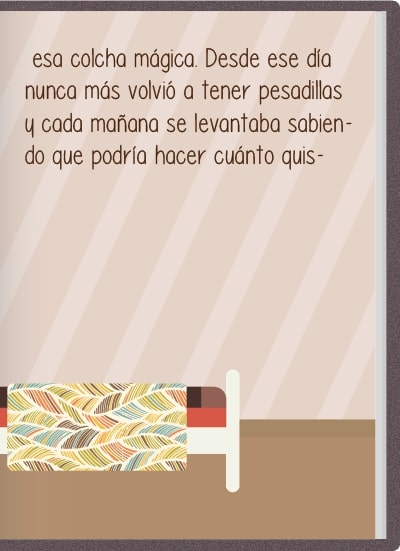 esa colcha mágica. Desde ese día
nunca más volvió a tener pesadillas
y cada mañana se levantaba sabien-
do que podría hacer cuánto quis-